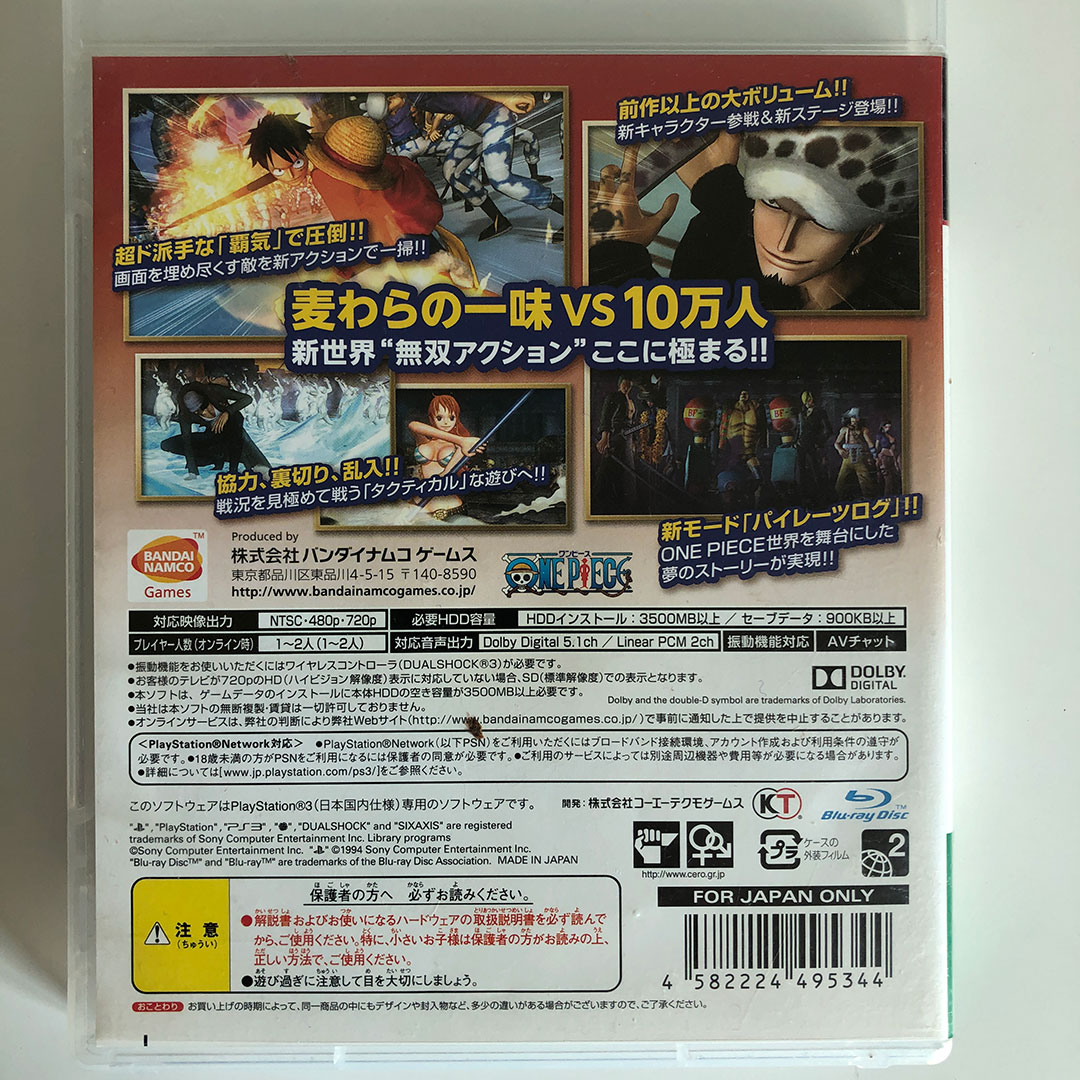 前作以上の大ボリューム!!
新キャラクター参戦&新ステージ登場!!
超ド派手な「覇気」で圧倒!!
画面を埋め尽くす敵を新アクションで一掃!!
麦わらの一味 VS 10万人
新世界“無双アクション”ここに極まる!!
BF
BF
協力、裏切り、乱入!!
戦況を見極めて戦う「タクティカル」な遊びへ!!
新モード「パイレーツログ」!!
ONE PIECE世界を舞台にした
夢のストーリーが実現!!
BANDAI NAMCO Games TM
Produced by
株式会社 バンダイナムコ ゲームス
東京都品川区東品川4-5-15 〒140-8590
http://www.bandainamcogames.co.jp/
ワンピース
ONE PIECE
対応映像出力 NTSC・480p・720p 必要HDD容量 HDDインストール:3500MB以上 / セーブデータ:900KB以上
プレイヤー人数(オンライン時) 1~2人(1~2人) 対応音声出力 Dolby Digital 5.1ch / Linear PCM 2ch 振動機能対応 AVチャット
●振動機能をお使いいただくにはワイヤレスコントローラ(DUALSHOCK®3)が必要です。
●お客様のテレビが720pのHD(ハイビジョン解像度)表示に対応していない場合、SD(標準解像度)での表示となります。
●本ソフトは、ゲームデータのインストールに本体HDDの空き容量が3500MB以上必要です。
●当社は本ソフトの無断複製・賃貸は一切許可しておりません。
DOLBY DIGITAL
Dolby and the double-D symbol are trademarks of Dolby Laboratories.
●オンラインサービスは、弊社の判断により弊社Webサイト(http://www.bandainamcogames.co.jp/)で事前に通知した上で提供を中止することがあります。
<PlayStation®Network対応> ●PlayStation®Network(以下PSN)をご利用いただくにはブロードバンド接続環境、アカウント作成および利用条件の遵守が
必要です。●18歳未満の方がPSNをご利用になるには保護者の同意が必要です。●ご利用のサービスによっては別途周辺機器や費用等が必要になる場合があります。
●詳細については[www.jp.playstation.com/ps3/]をご参照ください。
このソフトウェアはPlayStation®3(日本国内仕様)専用のソフトウェアです。
開発:株式会社コーエーテクモゲームス
KT
Blu-ray Disc TM
"PlayStation", "PS3", "DUALSHOCK" and "SIXAXIS" are registered
trademarks of Sony Computer Entertainment Inc. Library programs
©Sony Computer Entertainment Inc. ©1994 Sony Computer Entertainment Inc.
"Blu-ray Disc™" and "Blu-ray™" are trademarks of the Blu-ray Disc Association. MADE IN JAPAN
http://www.cero.gr.jp
プラ
ケースの
外装フィルム
2
FOR JAPAN ONLY
注意
(ちゅうい)
保護者の方へ 必ずお読みください。
●解説書およびお使いになるハードウェアの取扱説明書を必ず読んで
から、ご使用ください。特に、小さいお子様は保護者の方がお読みの上、
正しい方法で、ご使用ください。
●遊び過ぎに注意して目を大切にしましょう。
4 582224 495344
おことわり お買い上げの時期によって、同一商品の中にもデザインや封入物など、多少の違いがある場合がございますので、ご了承ください。